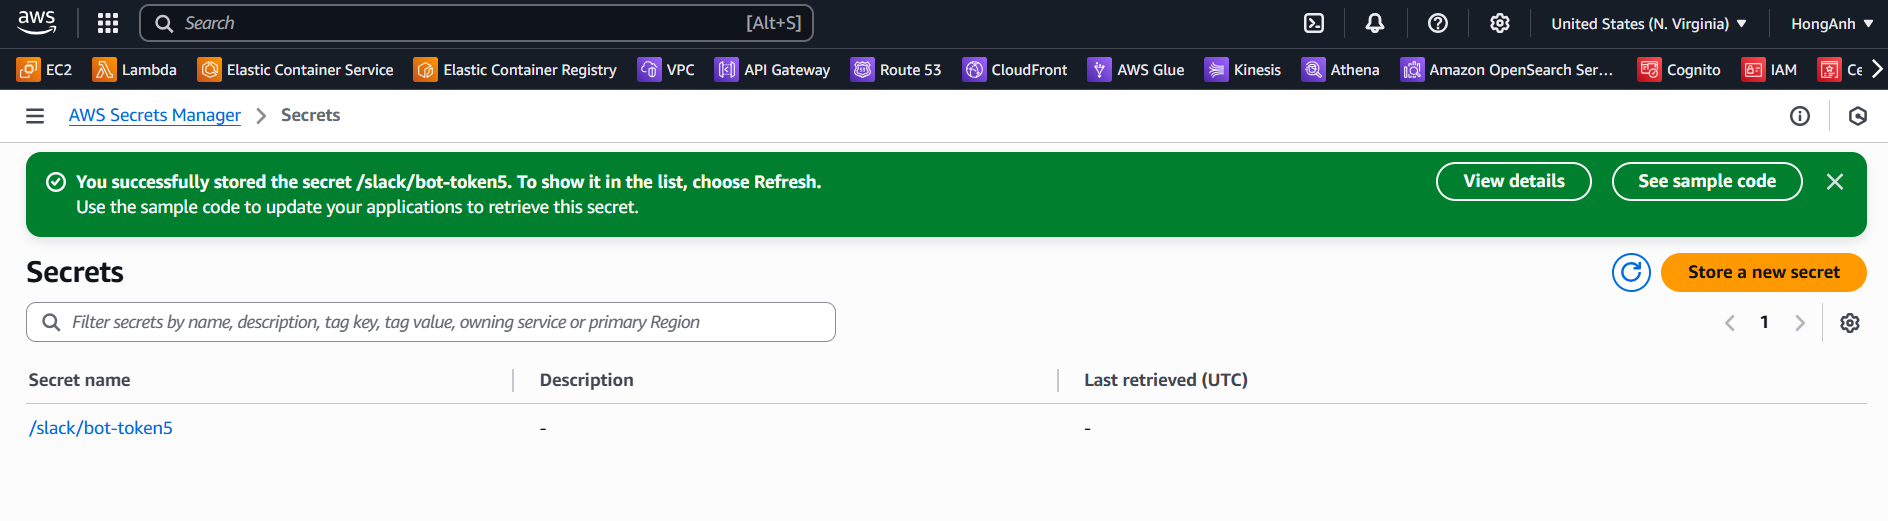 aws
Search [Alt+S]
United States (N. Virginia)
HongAnh
EC2 Lambda Elastic Container Service Elastic Container Registry VPC API Gateway Route 53 CloudFront AWS Glue Kinesis Athena Amazon OpenSearch Ser... Cognito IAM Ce
AWS Secrets Manager Secrets
You successfully stored the secret /slack/bot-token5. To show it in the list, choose Refresh.
Use the sample code to update your applications to retrieve this secret.
View details
See sample code
Secrets
Store a new secret
Filter secrets by name, description, tag key, tag value, owning service or primary Region
1
Secret name Description Last retrieved (UTC)
/slack/bot-token5 - -